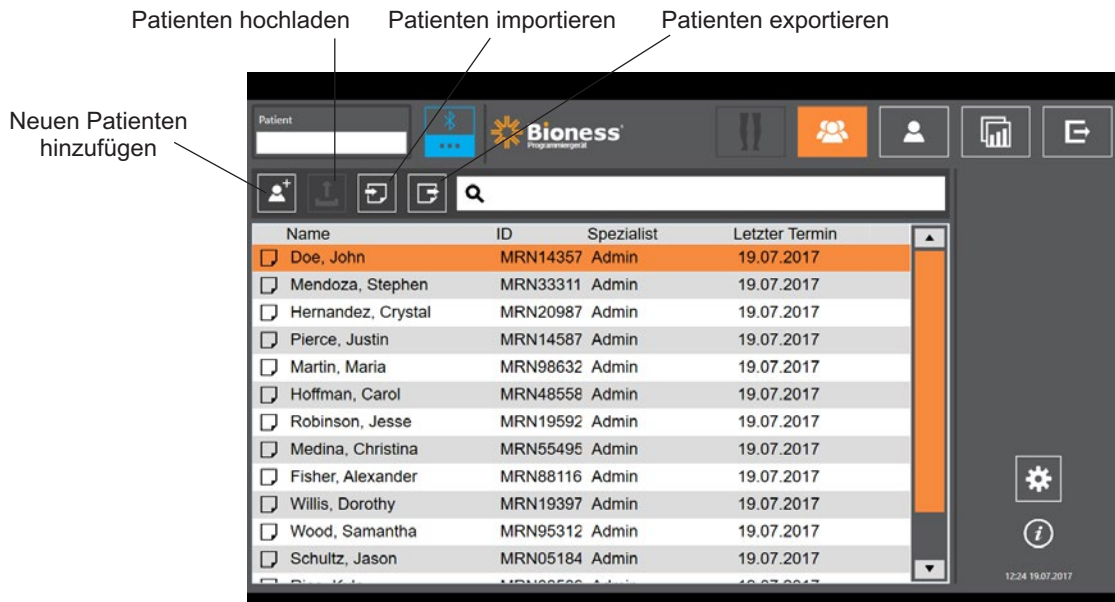 Patienten hochladen Patienten importieren Patienten exportieren
Neuen Patienten
hinzufügen
Patient
Bioness
Programmiergerät
Name ID Spezialist Letzter Termin
Doe, John MRN14357 Admin 19.07.2017
Mendoza, Stephen MRN33311 Admin 19.07.2017
Hernandez, Crystal MRN20987 Admin 19.07.2017
Pierce, Justin MRN14587 Admin 19.07.2017
Martin, Maria MRN98632 Admin 19.07.2017
Hoffman, Carol MRN48558 Admin 19.07.2017
Robinson, Jesse MRN19592 Admin 19.07.2017
Medina, Christina MRN55495 Admin 19.07.2017
Fisher, Alexander MRN88116 Admin 19.07.2017
Willis, Dorothy MRN19397 Admin 19.07.2017
Wood, Samantha MRN95312 Admin 19.07.2017
Schultz, Jason MRN05184 Admin 19.07.2017
12:24 19.07.2017